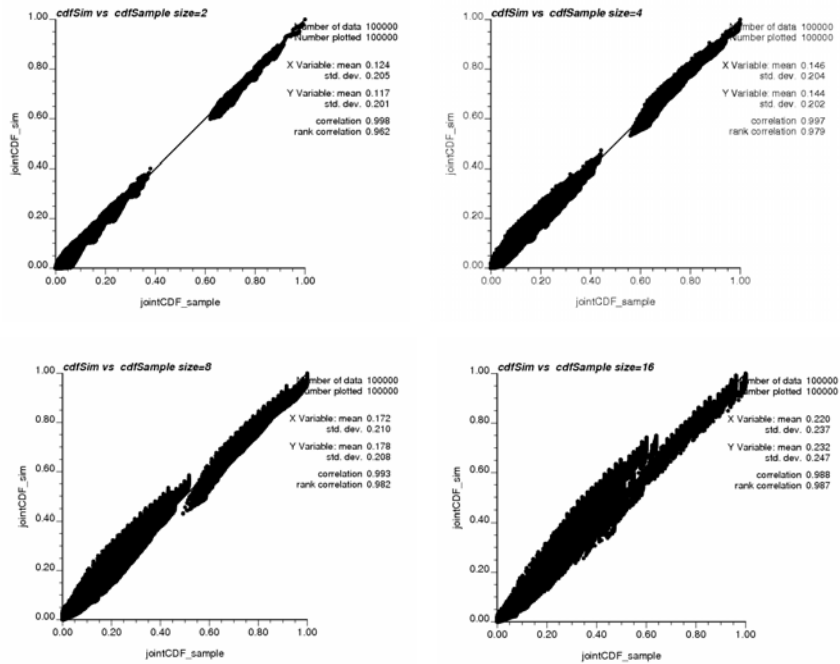 cdfSim vs cdfSample size=2
Number of data 100000
Number plotted 100000
X Variable: mean 0.124
std. dev. 0.205
Y Variable: mean 0.117
std. dev. 0.201
correlation 0.998
rank correlation 0.962
jointCDF_sim
1.00
0.80
0.60
0.40
0.20
0.00
0.00 0.20 0.40 0.60 0.80 1.00
jointCDF_sample
cdfSim vs cdfSample size=4
Number of data 100000
Number plotted 100000
X Variable: mean 0.146
std. dev. 0.204
Y Variable: mean 0.144
std. dev. 0.202
correlation 0.997
rank correlation 0.979
jointCDF_sim
1.00
0.80
0.60
0.40
0.20
0.00
0.00 0.20 0.40 0.60 0.80 1.00
jointCDF_sample
cdfSim vs cdfSample size=8
Number of data 100000
Number plotted 100000
X Variable: mean 0.172
std. dev. 0.210
Y Variable: mean 0.178
std. dev. 0.208
correlation 0.993
rank correlation 0.982
jointCDF_sim
1.00
0.80
0.60
0.40
0.20
0.00
0.00 0.20 0.40 0.60 0.80 1.00
jointCDF_sample
cdfSim vs cdfSample size=16
Number of data 100000
Number plotted 100000
X Variable: mean 0.220
std. dev. 0.237
Y Variable: mean 0.232
std. dev. 0.247
correlation 0.988
rank correlation 0.987
jointCDF_sim
1.00
0.80
0.60
0.40
0.20
0.00
0.00 0.20 0.40 0.60 0.80 1.00
jointCDF_sample